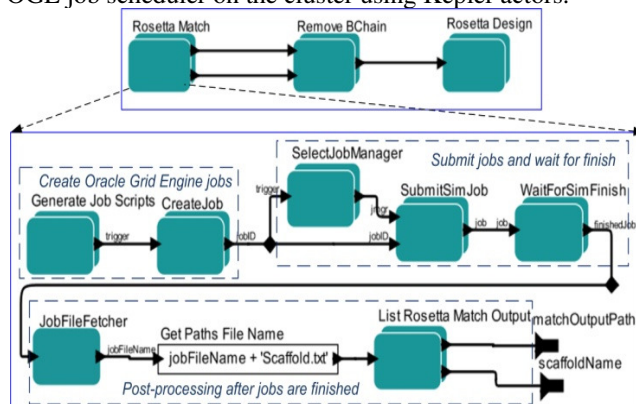 OGE job scheduler on the cluster using Kepler actors.
Rosetta Match
Remove BChain
Rosetta Design
SelectJobManager
Submit jobs and wait for finish
Create Oracle Grid Engine jobs
trigger
SubmitSimJob
WaitForSimFinish
Generate Job Scripts
CreateJob
jmgr
trigger
jobID
jobID
job
job
finishedJob
JobFileFetcher
Get Paths File Name
List Rosetta Match Output
matchOutputPath
jobFileName
jobFileName + 'Scaffold.txt'
scaffoldName
Post-processing after jobs are finished